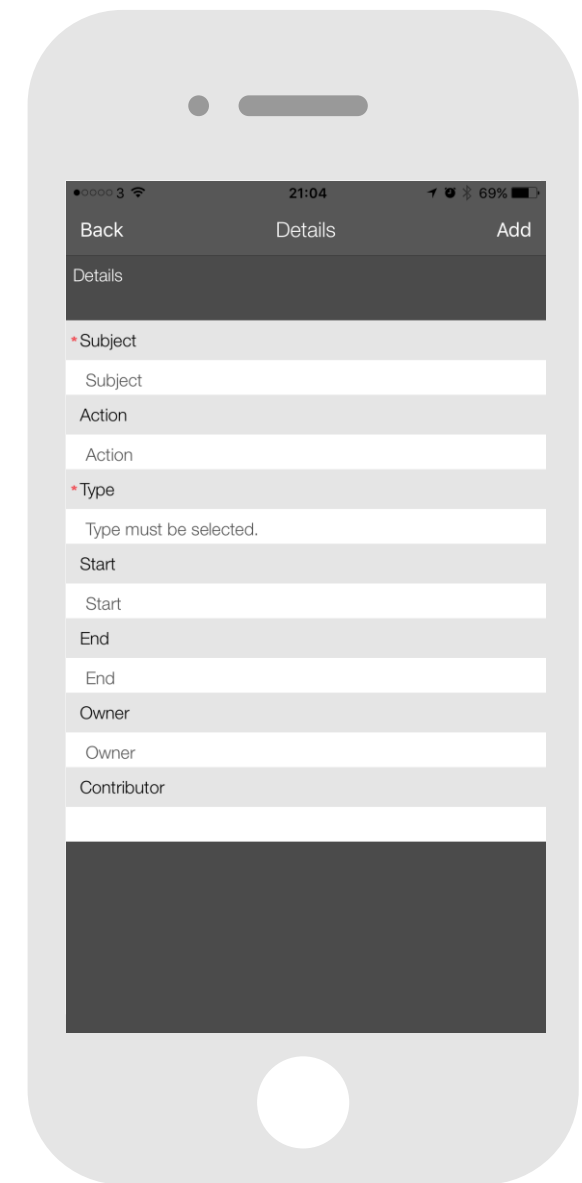 3 21:04 69%
Back Details Add
Details
* Subject
Subject
Action
Action
* Type
Type must be selected.
Start
Start
End
End
Owner
Owner
Contributor